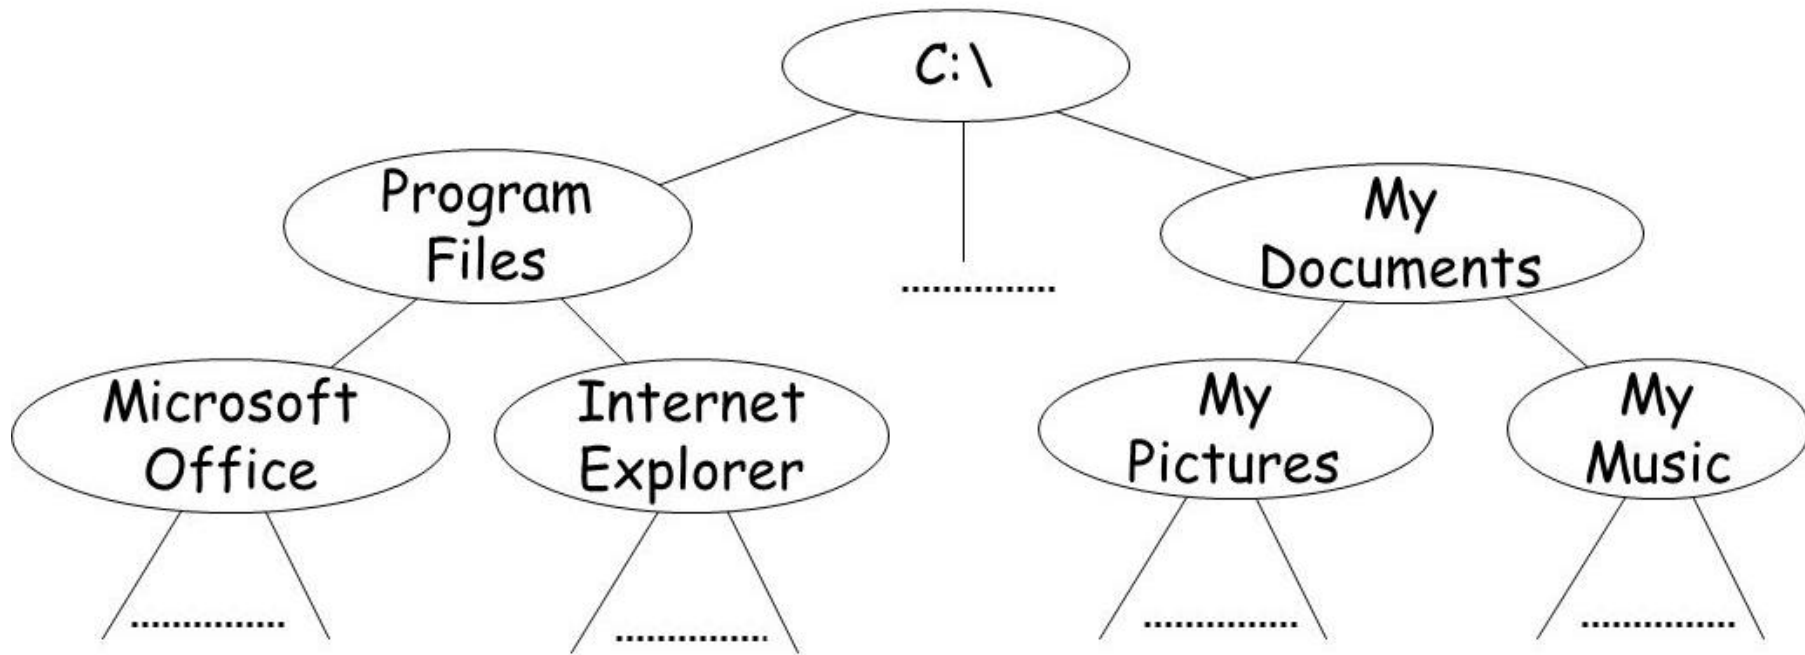 C:\
Program
Files
My
Documents
...............
Microsoft
Office
Internet
Explorer
My
Pictures
My
Music
...............
...............
...............
...............